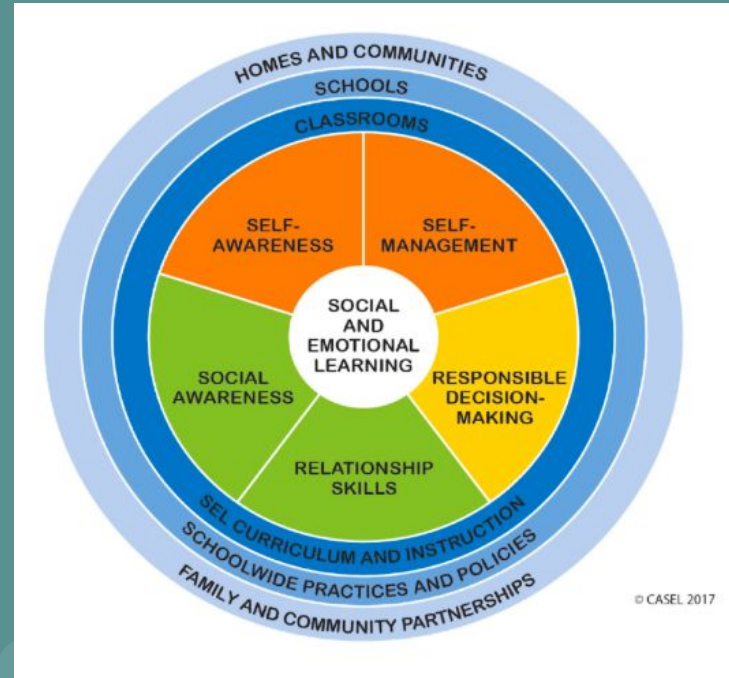 HOMES AND COMMUNITIES
SCHOOLS
CLASSROOMS
SELF-
AWARENESS
SELF-
MANAGEMENT
SOCIAL
AND
EMOTIONAL
LEARNING
SOCIAL
AWARENESS
RESPONSIBLE
DECISION-
MAKING
RELATIONSHIP
SKILLS
SEL CURRICULUM AND INSTRUCTION
SCHOOLWIDE PRACTICES AND POLICIES
FAMILY AND COMMUNITY PARTNERSHIPS
© CASEL 2017